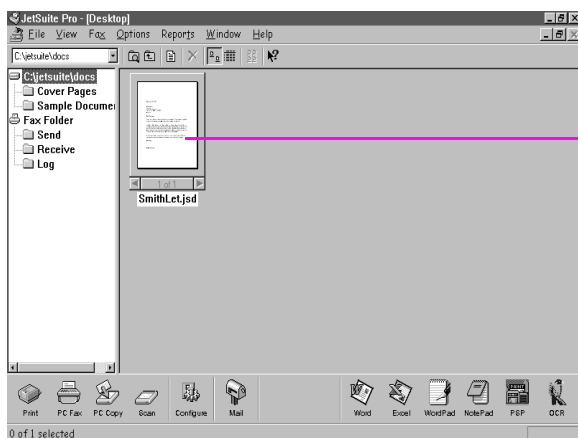 JetSuite Pro - [Desktop]
File View Fax Options Reports Window Help
C:\jetsuite\docs
C:\jetsuite\docs
Cover Pages
Sample Documen
Fax Folder
Send
Receive
Log
1 of 1
SmithLet.jsd
Print PC Fax PC Copy Scan Configure Mail Word Excel WordPad NotePad P&P OCR
0 of 1 selected